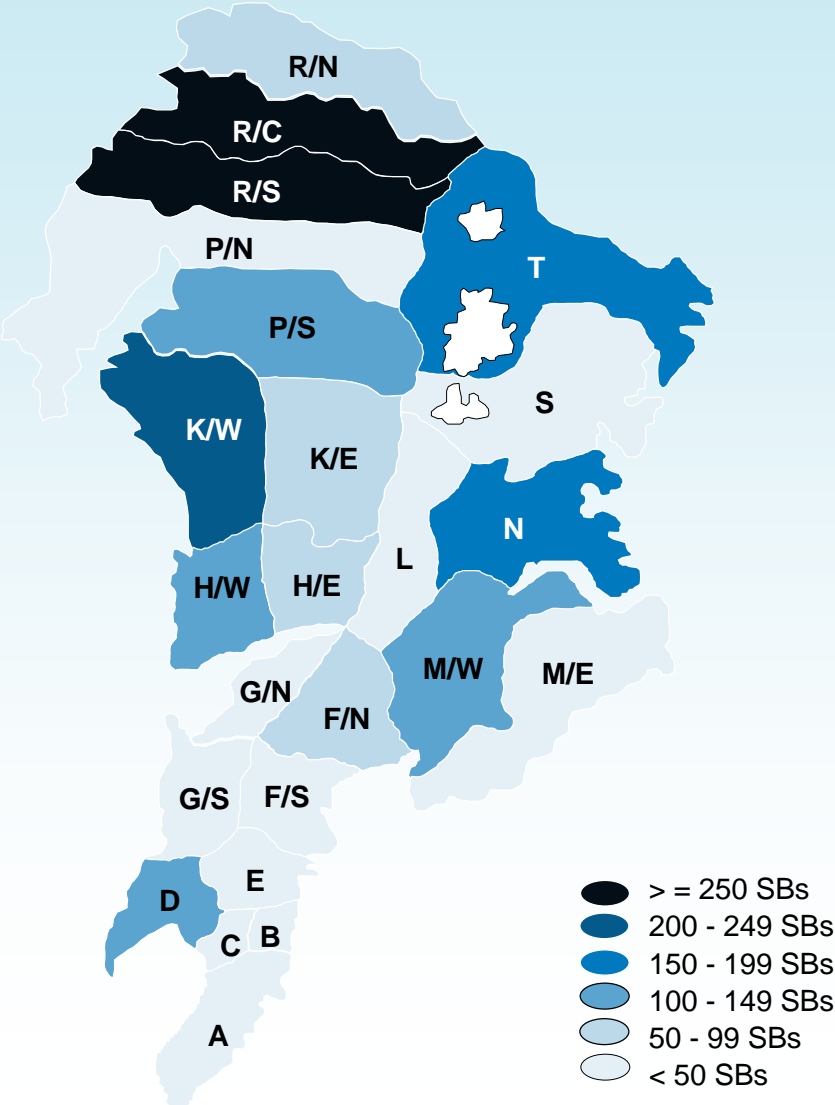 R/N
R/C
R/S
P/N
T
P/S
S
K/W
K/E
N
L
H/W
H/E
M/W
M/E
G/N
F/N
G/S
F/S
E
D
B
C
A
> = 250 SBs
200 - 249 SBs
150 - 199 SBs
100 - 149 SBs
50 - 99 SBs
< 50 SBs